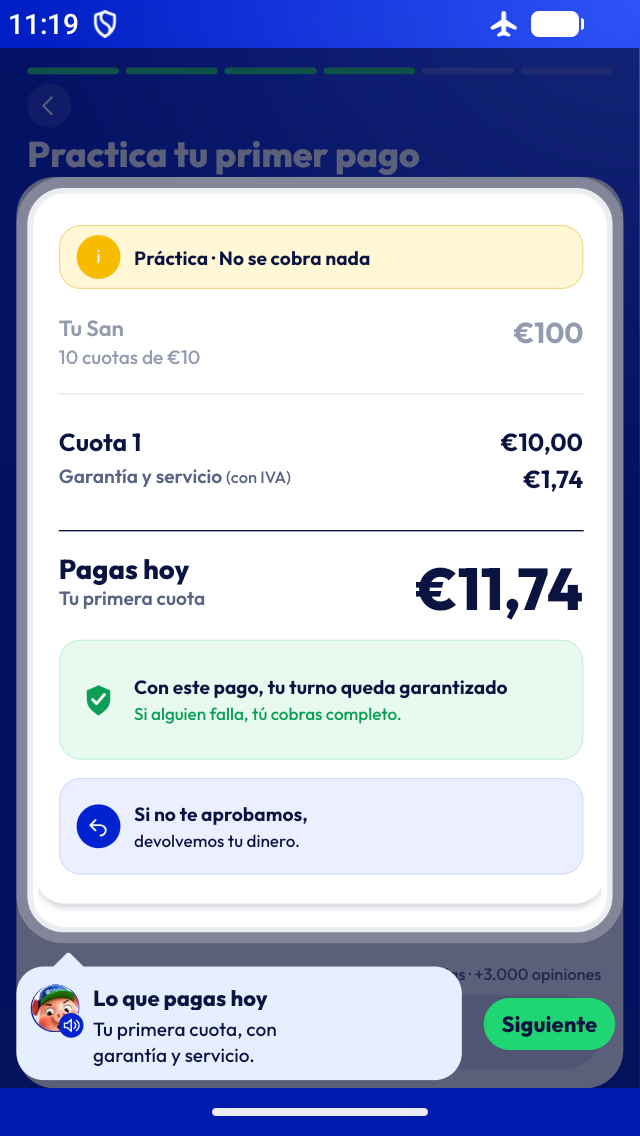 11:19
Practica tu primer pago
i
Práctica · No se cobra nada
Tu San
€100
10 cuotas de €10
Cuota 1
€10,00
Garantía y servicio (con IVA)
€1,74
Pagas hoy
€11,74
Tu primera cuota
Con este pago, tu turno queda garantizado
Si alguien falla, tú cobras completo.
Si no te aprobamos,
devolvemos tu dinero.
· +3.000 opiniones
Lo que pagas hoy
Tu primera cuota, con
garantía y servicio.
Siguiente